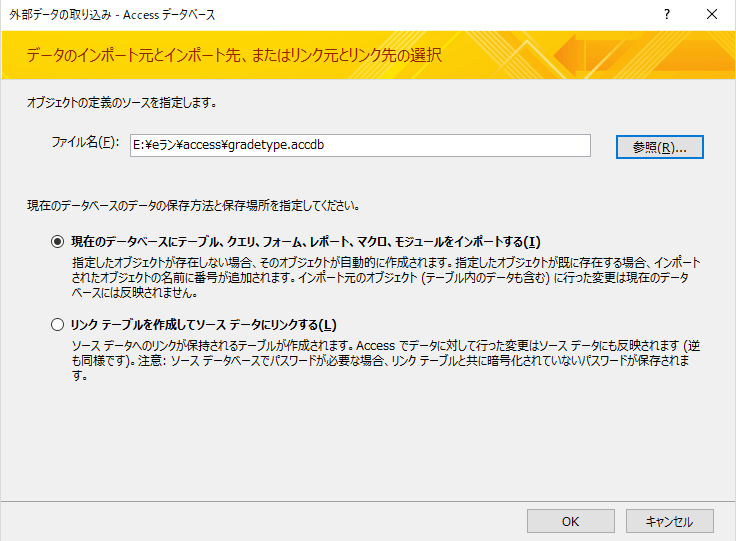 外部データの取り込み - Access データベース
?
データのインポート元とインポート先、またはリンク元とリンク先の選択
オブジェクトの定義のソースを指定します。
ファイル名(F): E:¥eラン¥access¥gradetype.accdb 参照(R)...
現在のデータベースのデータの保存方法と保存場所を指定してください。
現在のデータベースにテーブル、クエリ、フォーム、レポート、マクロ、モジュールをインポートする(I)
指定したオブジェクトが存在しない場合、そのオブジェクトが自動的に作成されます。指定したオブジェクトが既に存在する場合、インポート
されたオブジェクトの名前に番号が追加されます。インポート元のオブジェクト (テーブル内のデータも含む) に行った変更は現在のデータ
ベースには反映されません。
リンク テーブルを作成してソース データにリンクする(L)
ソース データへのリンクが保持されるテーブルが作成されます。Access でデータに対して行った変更はソース データにも反映されます (逆
も同様です)。注意: ソース データベースでパスワードが必要な場合、リンク テーブルと共に暗号化されていないパスワードが保存されま
す。
OK キャンセル